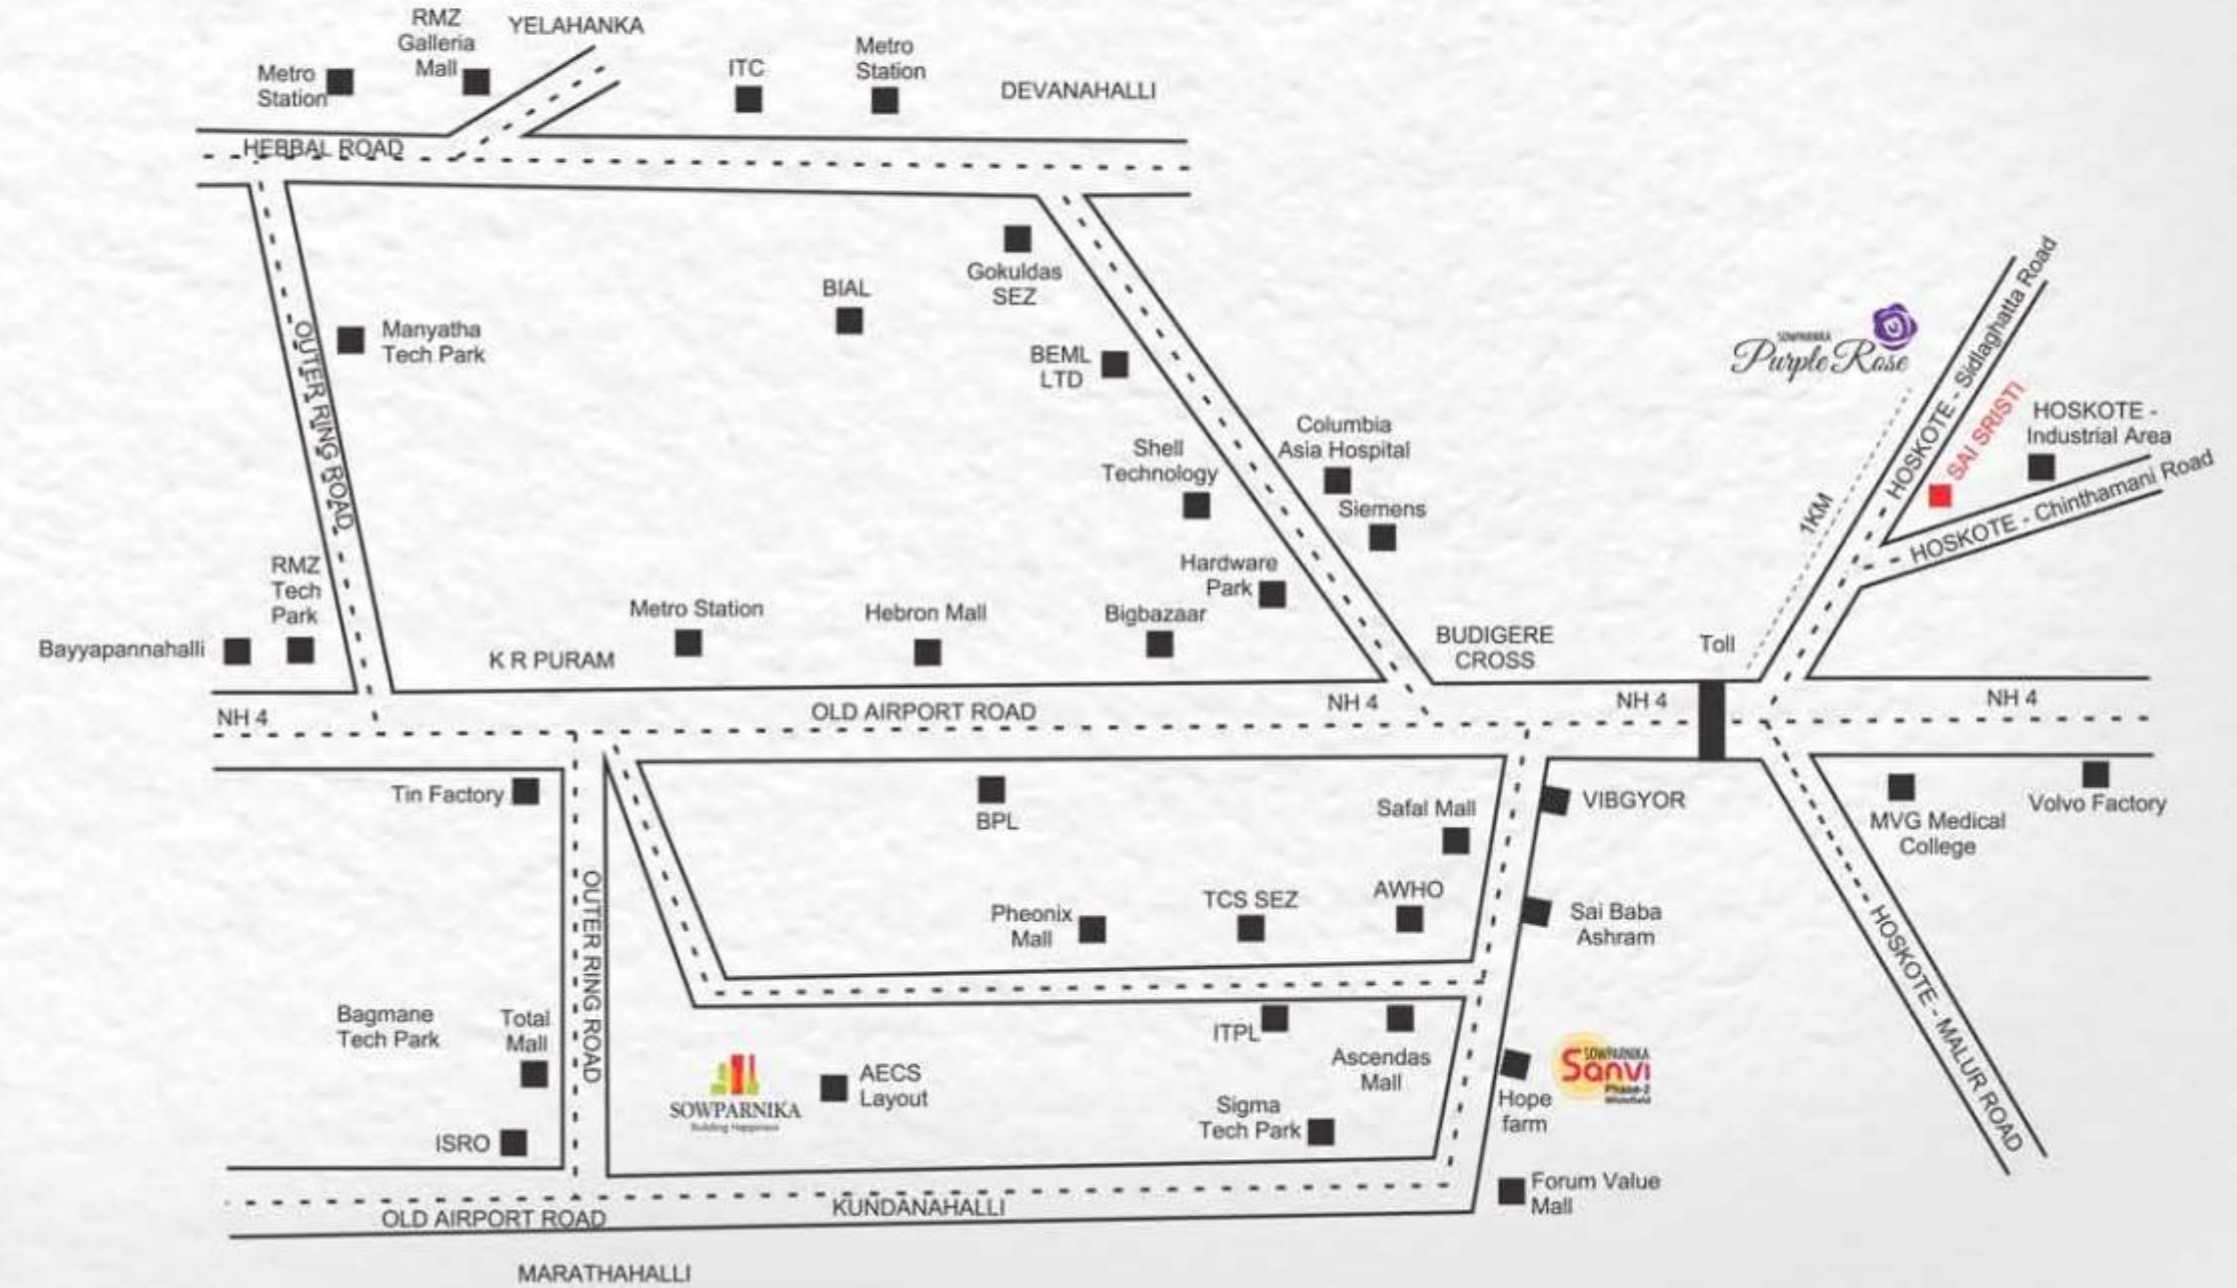 RMZ
Galleria
Mall
YELAHANKA
Metro
Station
ITC
Metro
Station
DEVANAHALLI
HEBBAL ROAD
Gokuldas
SEZ
BIAL
OUTER RING ROAD
Manyatha
Tech Park
BEML
LTD
SOWPARNIKA
Purple Rose
HOSKOTE - Sidlaghatta Road
SAI SRISTI
HOSKOTE -
Industrial Area
HOSKOTE - Chinthamani Road
1KM
Columbia
Asia Hospital
Shell
Technology
Siemens
Hardware
Park
RMZ
Tech
Park
Bayyapannahalli
K R PURAM
Metro Station
Hebron Mall
Bigbazaar
BUDIGERE
CROSS
Toll
NH 4
OLD AIRPORT ROAD
NH 4
NH 4
NH 4
Tin Factory
BPL
Safal Mall
VIBGYOR
MVG Medical
College
Volvo Factory
OUTER RING ROAD
Pheonix
Mall
TCS SEZ
AWHO
Sai Baba
Ashram
HOSKOTE - MALUR ROAD
Bagmane
Tech Park
Total
Mall
ITPL
Ascendas
Mall
SOWPARNIKA
Sanvi
Phase-2
Whitefield
SOWPARNIKA
Building Happiness
AECS
Layout
Sigma
Tech Park
Hope
farm
ISRO
Forum Value
Mall
OLD AIRPORT ROAD
KUNDANAHALLI
MARATHAHALLI